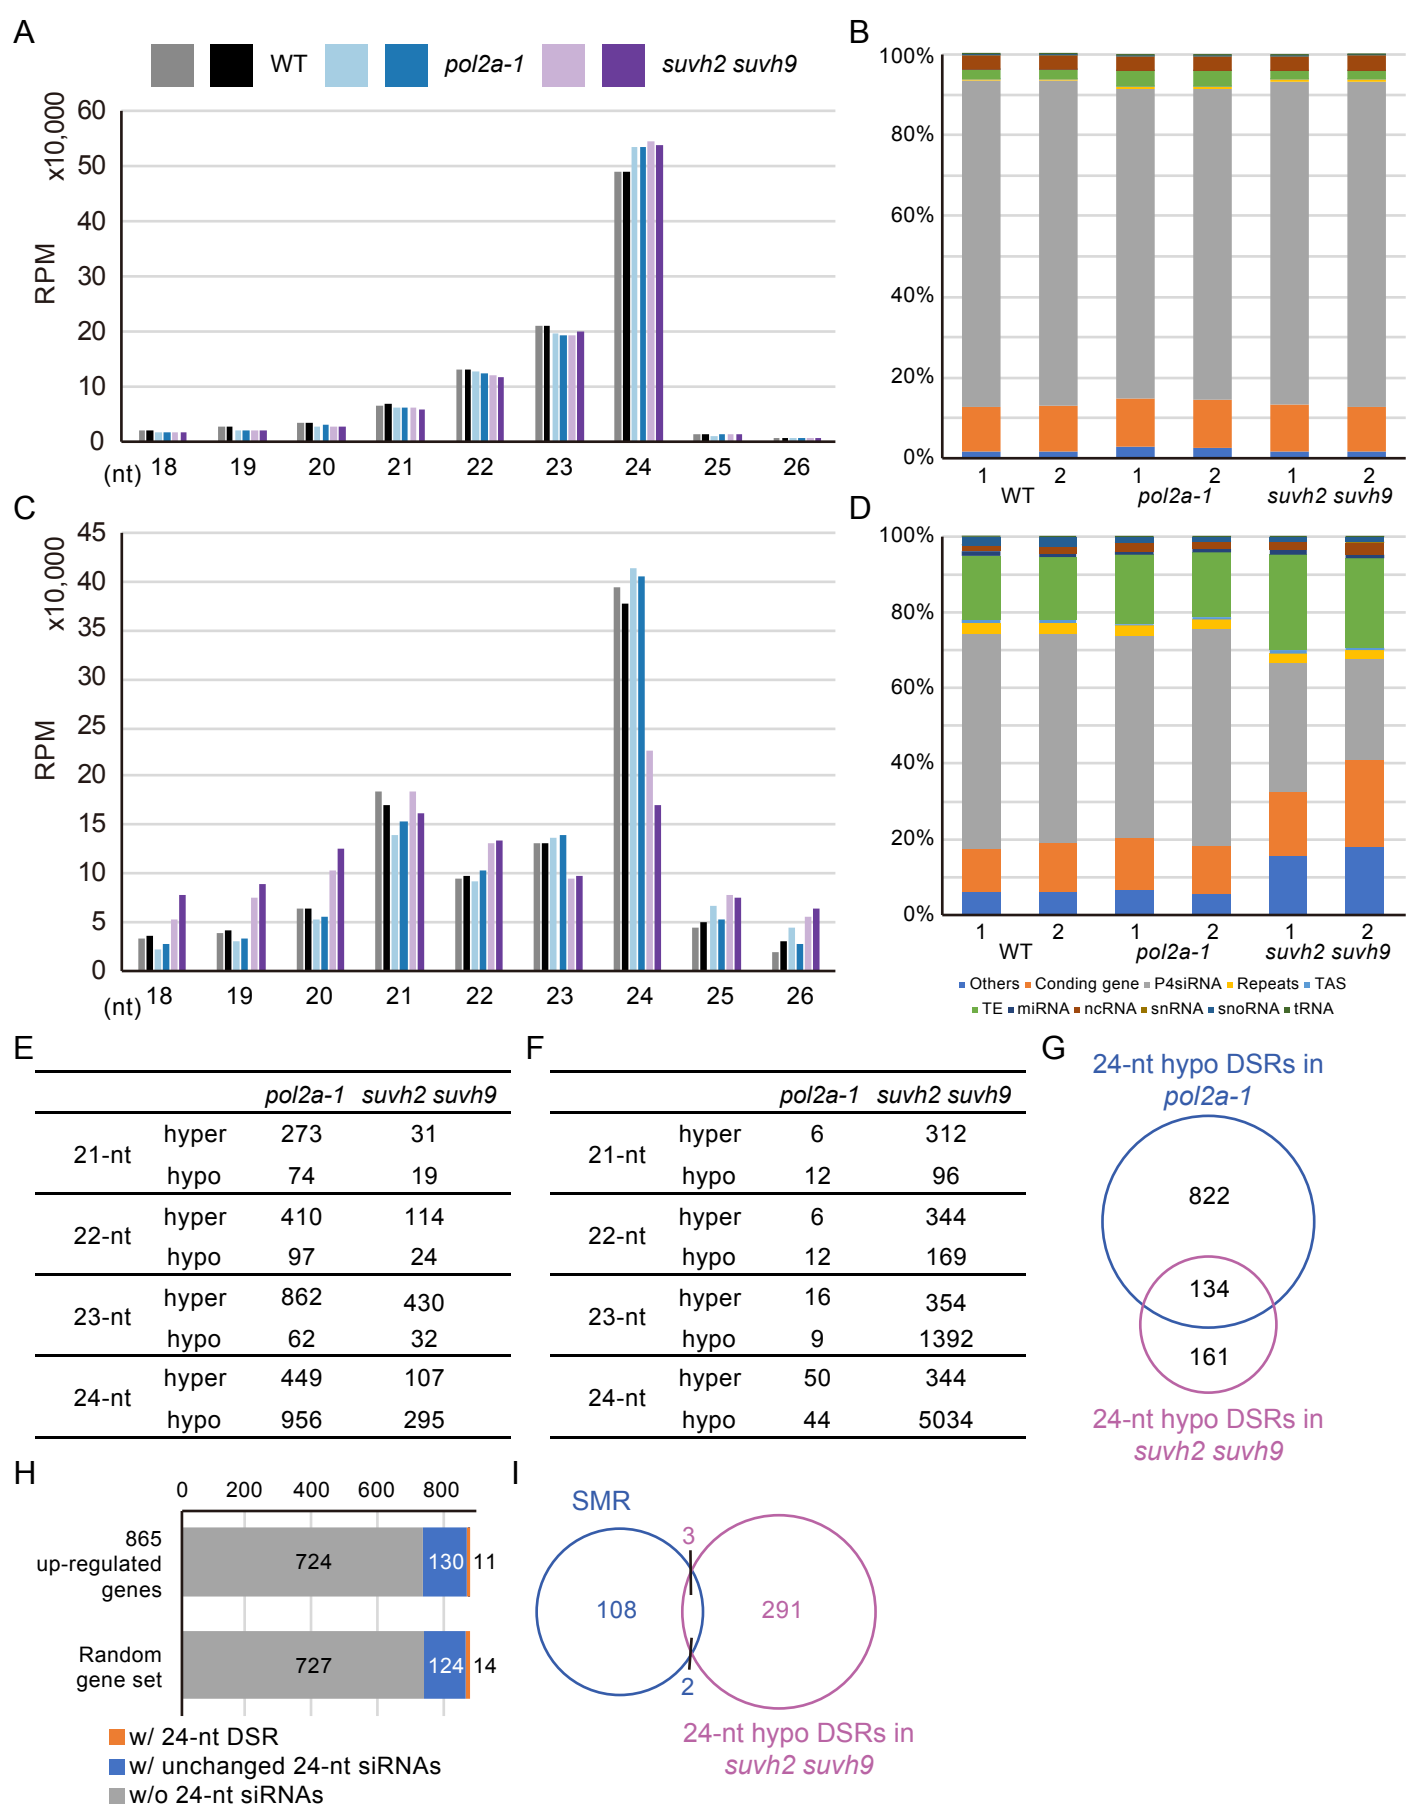 A
WT
pol2a-1
suvh2 suvh9
x10,000
RPM
60
50
40
30
20
10
0
(nt)
18 19 20 21 22 23 24 25 26
B
100%
80%
60%
40%
20%
0%
1 2 1 2 1 2
WT pol2a-1 suvh2 suvh9
C
x10,000
RPM
45
40
35
30
25
20
15
10
5
0
(nt)
18 19 20 21 22 23 24 25 26
D
100%
80%
60%
40%
20%
0%
1 2 1 2 1 2
WT pol2a-1 suvh2 suvh9
Others Conding gene P4siRNA Repeats TAS
TE miRNA ncRNA snRNA snoRNA tRNA
E
pol2a-1 suvh2 suvh9
21-nt
hyper 273 31
hypo 74 19
22-nt
hyper 410 114
hypo 97 24
23-nt
hyper 862 430
hypo 62 32
24-nt
hyper 449 107
hypo 956 295
F
pol2a-1 suvh2 suvh9
21-nt
hyper 6 312
hypo 12 96
22-nt
hyper 6 344
hypo 12 169
23-nt
hyper 16 354
hypo 9 1392
24-nt
hyper 50 344
hypo 44 5034
G
24-nt hypo DSRs in
pol2a-1
822
134
161
24-nt hypo DSRs in
suvh2 suvh9
H
0 200 400 600 800
865
up-regulated
genes
724 130 11
Random
gene set
727 124 14
w/ 24-nt DSR
w/ unchanged 24-nt siRNAs
w/o 24-nt siRNAs
I
SMR
3
108
291
2
24-nt hypo DSRs in
suvh2 suvh9